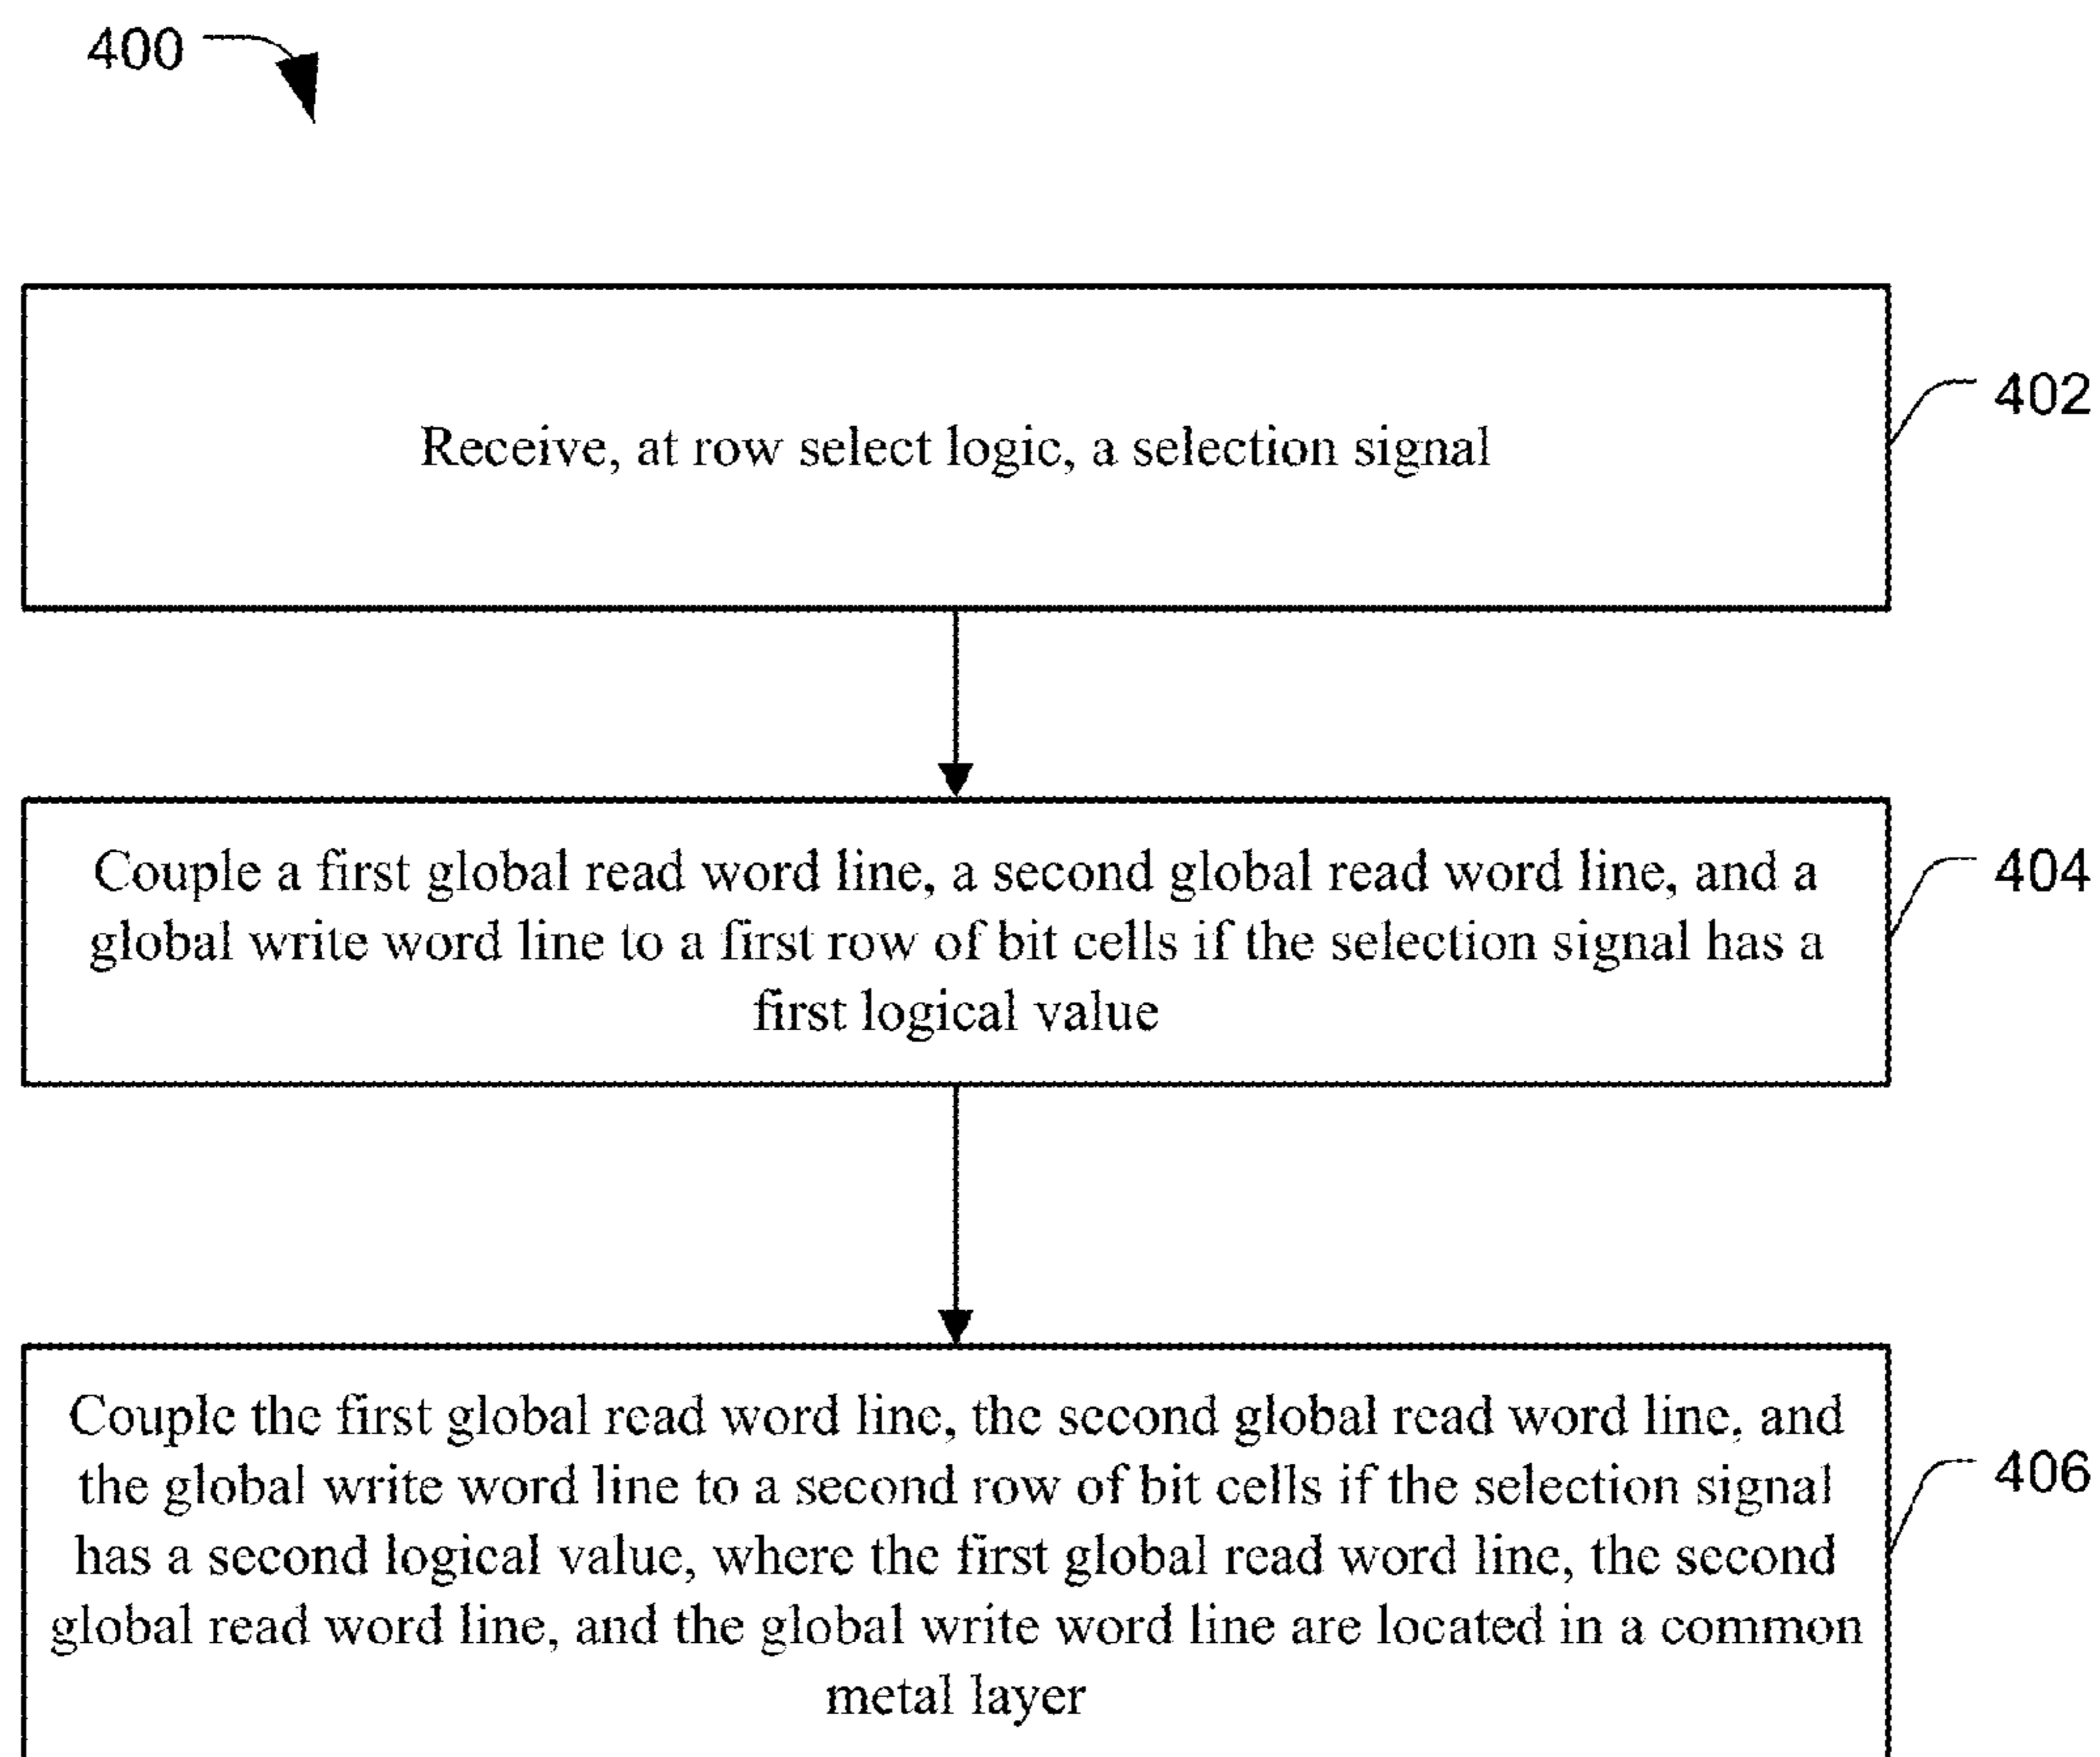 400
Receive, at row select logic, a selection signal
402
Couple a first global read word line, a second global read word line, and a
global write word line to a first row of bit cells if the selection signal has a
first logical value
404
Couple the first global read word line, the second global read word line, and
the global write word line to a second row of bit cells if the selection signal
has a second logical value, where the first global read word line, the second
global read word line, and the global write word line are located in a common
metal layer
406